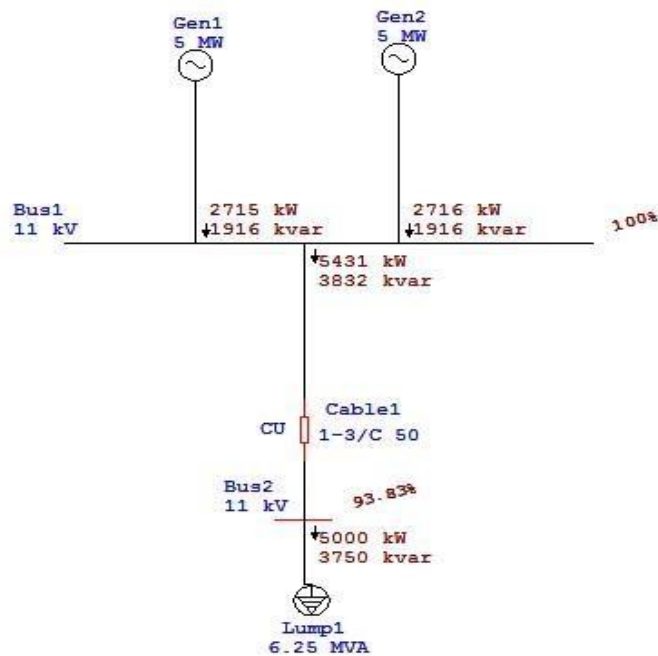 Gen1
5 MW
Gen2
5 MW
Bus1
11 kV
2715 kW
1916 kvar
2716 kW
1916 kvar
100%
5431 kW
3832 kvar
Cable1
CU
1-3/C 50
Bus2
11 kV
93.83%
5000 kW
3750 kvar
Lump1
6.25 MVA